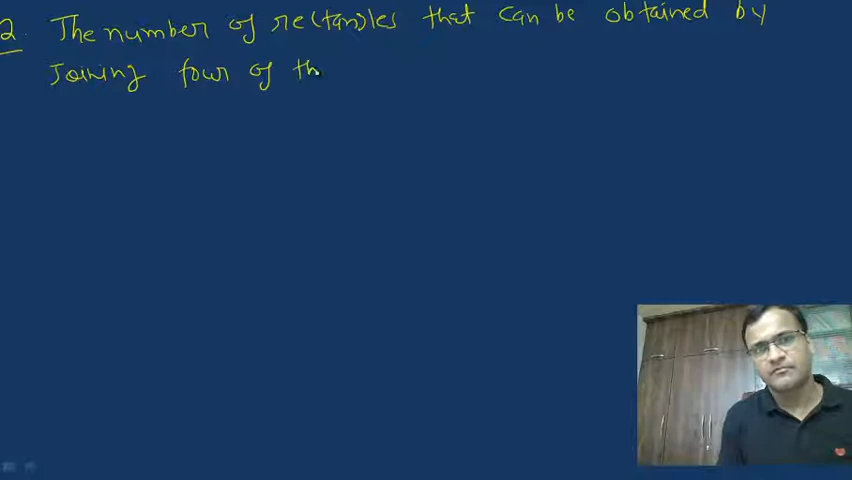 2. The number of rectangles that can be obtained by
Joining four of th